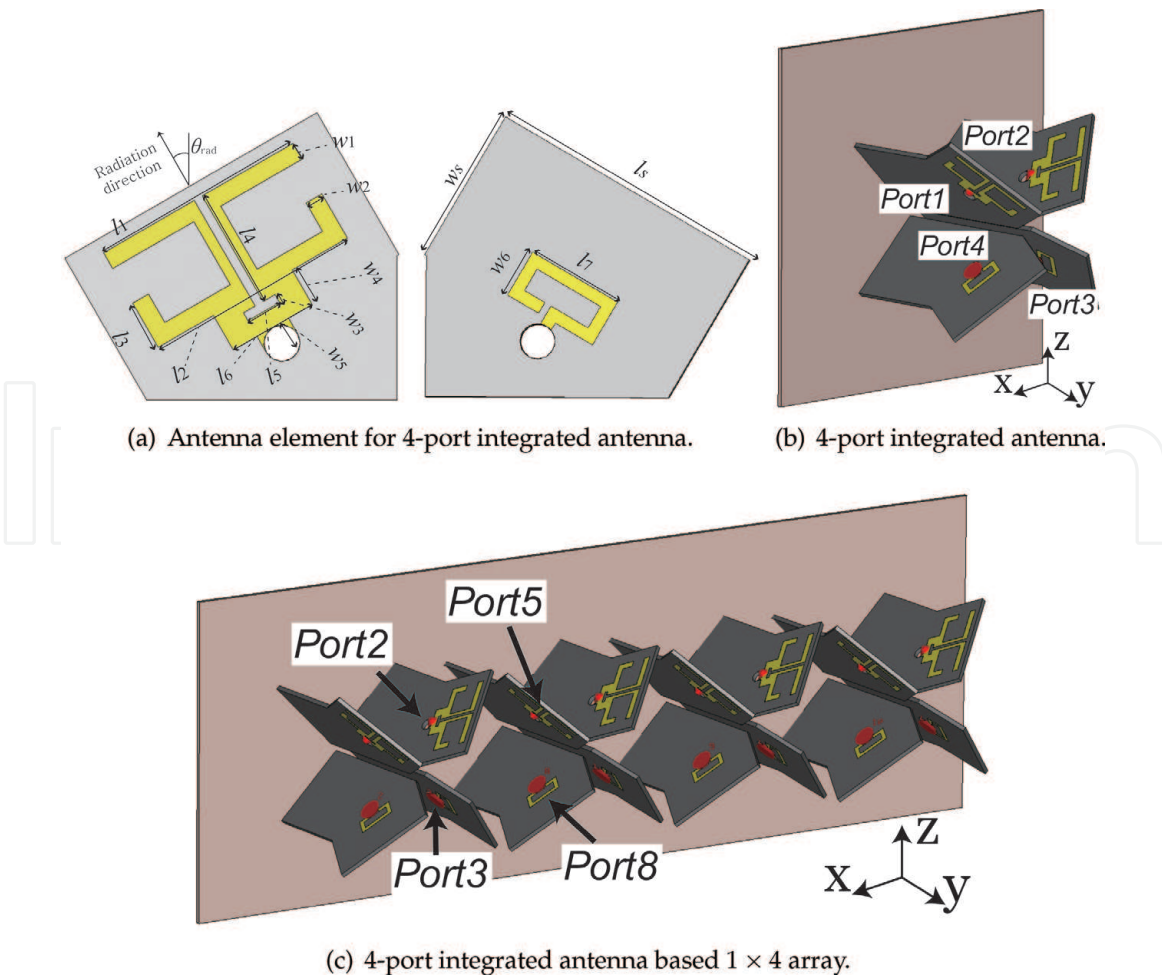 Radiation
direction
θrad
l1
w1
w2
l4
w4
w3
l3
l2
l6
l5
w5
ws
ls
w6
l7
Port2
Port1
Port4
Port3
z
x
y
(a) Antenna element for 4-port integrated antenna.
(b) 4-port integrated antenna.
Port5
Port2
Port3
Port8
z
x
y
(c) 4-port integrated antenna based 1 × 4 array.